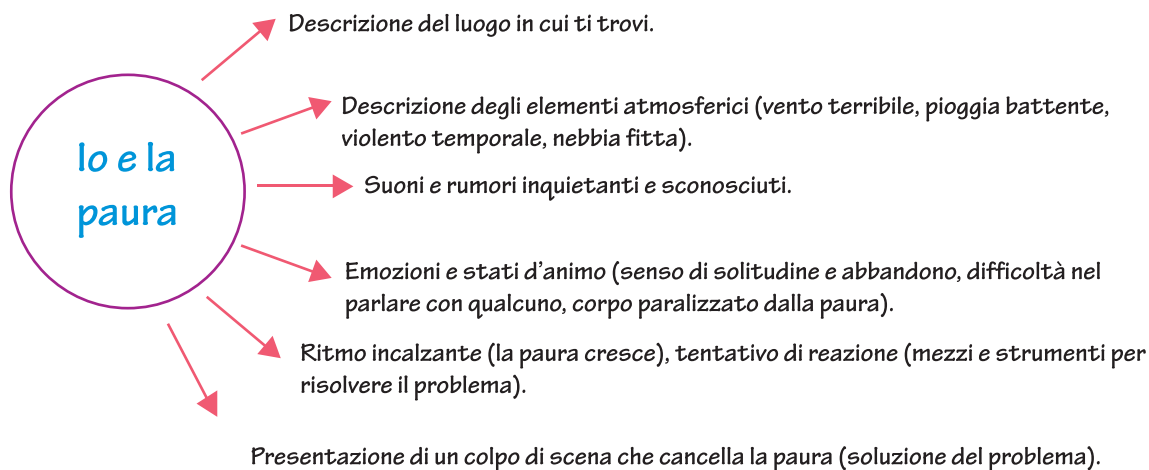 Io e la
paura
Descrizione del luogo in cui ti trovi.
Descrizione degli elementi atmosferici (vento terribile, pioggia battente,
violento temporale, nebbia fitta).
Suoni e rumori inquietanti e sconosciuti.
Emozioni e stati d'animo (senso di solitudine e abbandono, difficoltà nel
parlare con qualcuno, corpo paralizzato dalla paura).
Ritmo incalzante (la paura cresce), tentativo di reazione (mezzi e strumenti per
risolvere il problema).
Presentazione di un colpo di scena che cancella la paura (soluzione del problema).